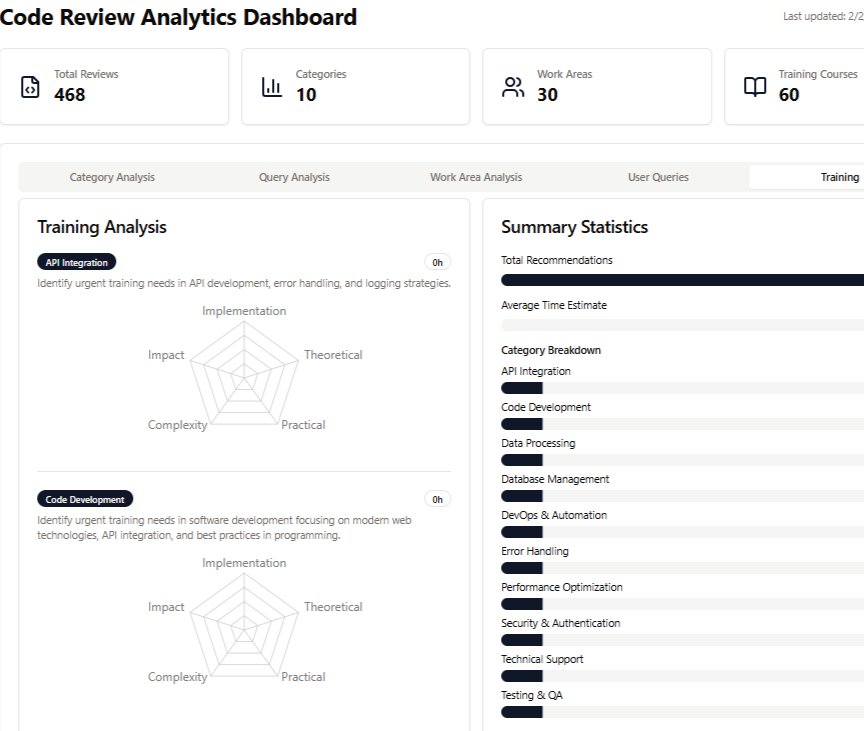 Code Review Analytics Dashboard
Last updated: 2/2
Total Reviews
468
Categories
10
Work Areas
30
Training Courses
60
Category Analysis
Query Analysis
Work Area Analysis
User Queries
Training
Training Analysis
API Integration
0h
Identify urgent training needs in API development, error handling, and logging strategies.
Implementation
Impact
Theoretical
Complexity
Practical
Code Development
0h
Identify urgent training needs in software development focusing on modern web
technologies, API integration, and best practices in programming.
Implementation
Impact
Theoretical
Complexity
Practical
Summary Statistics
Total Recommendations
Average Time Estimate
Category Breakdown
API Integration
Code Development
Data Processing
Database Management
DevOps & Automation
Error Handling
Performance Optimization
Security & Authentication
Technical Support
Testing & QA